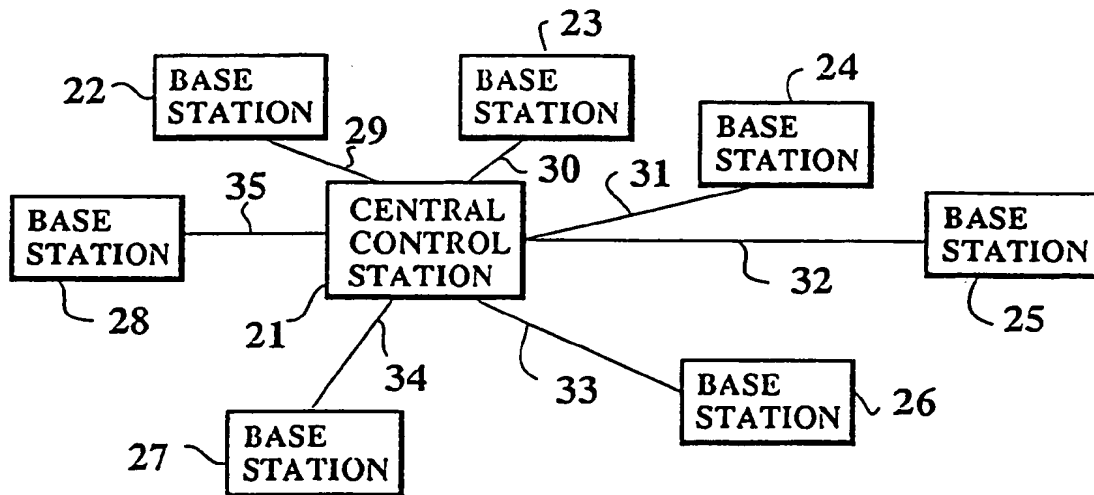 23
22
BASE
STATION
BASE
STATION
24
BASE
STATION
29
30
31
35
BASE
STATION
CENTRAL
CONTROL
STATION
BASE
STATION
32
28
21
25
34
33
BASE
STATION
26
27
BASE
STATION